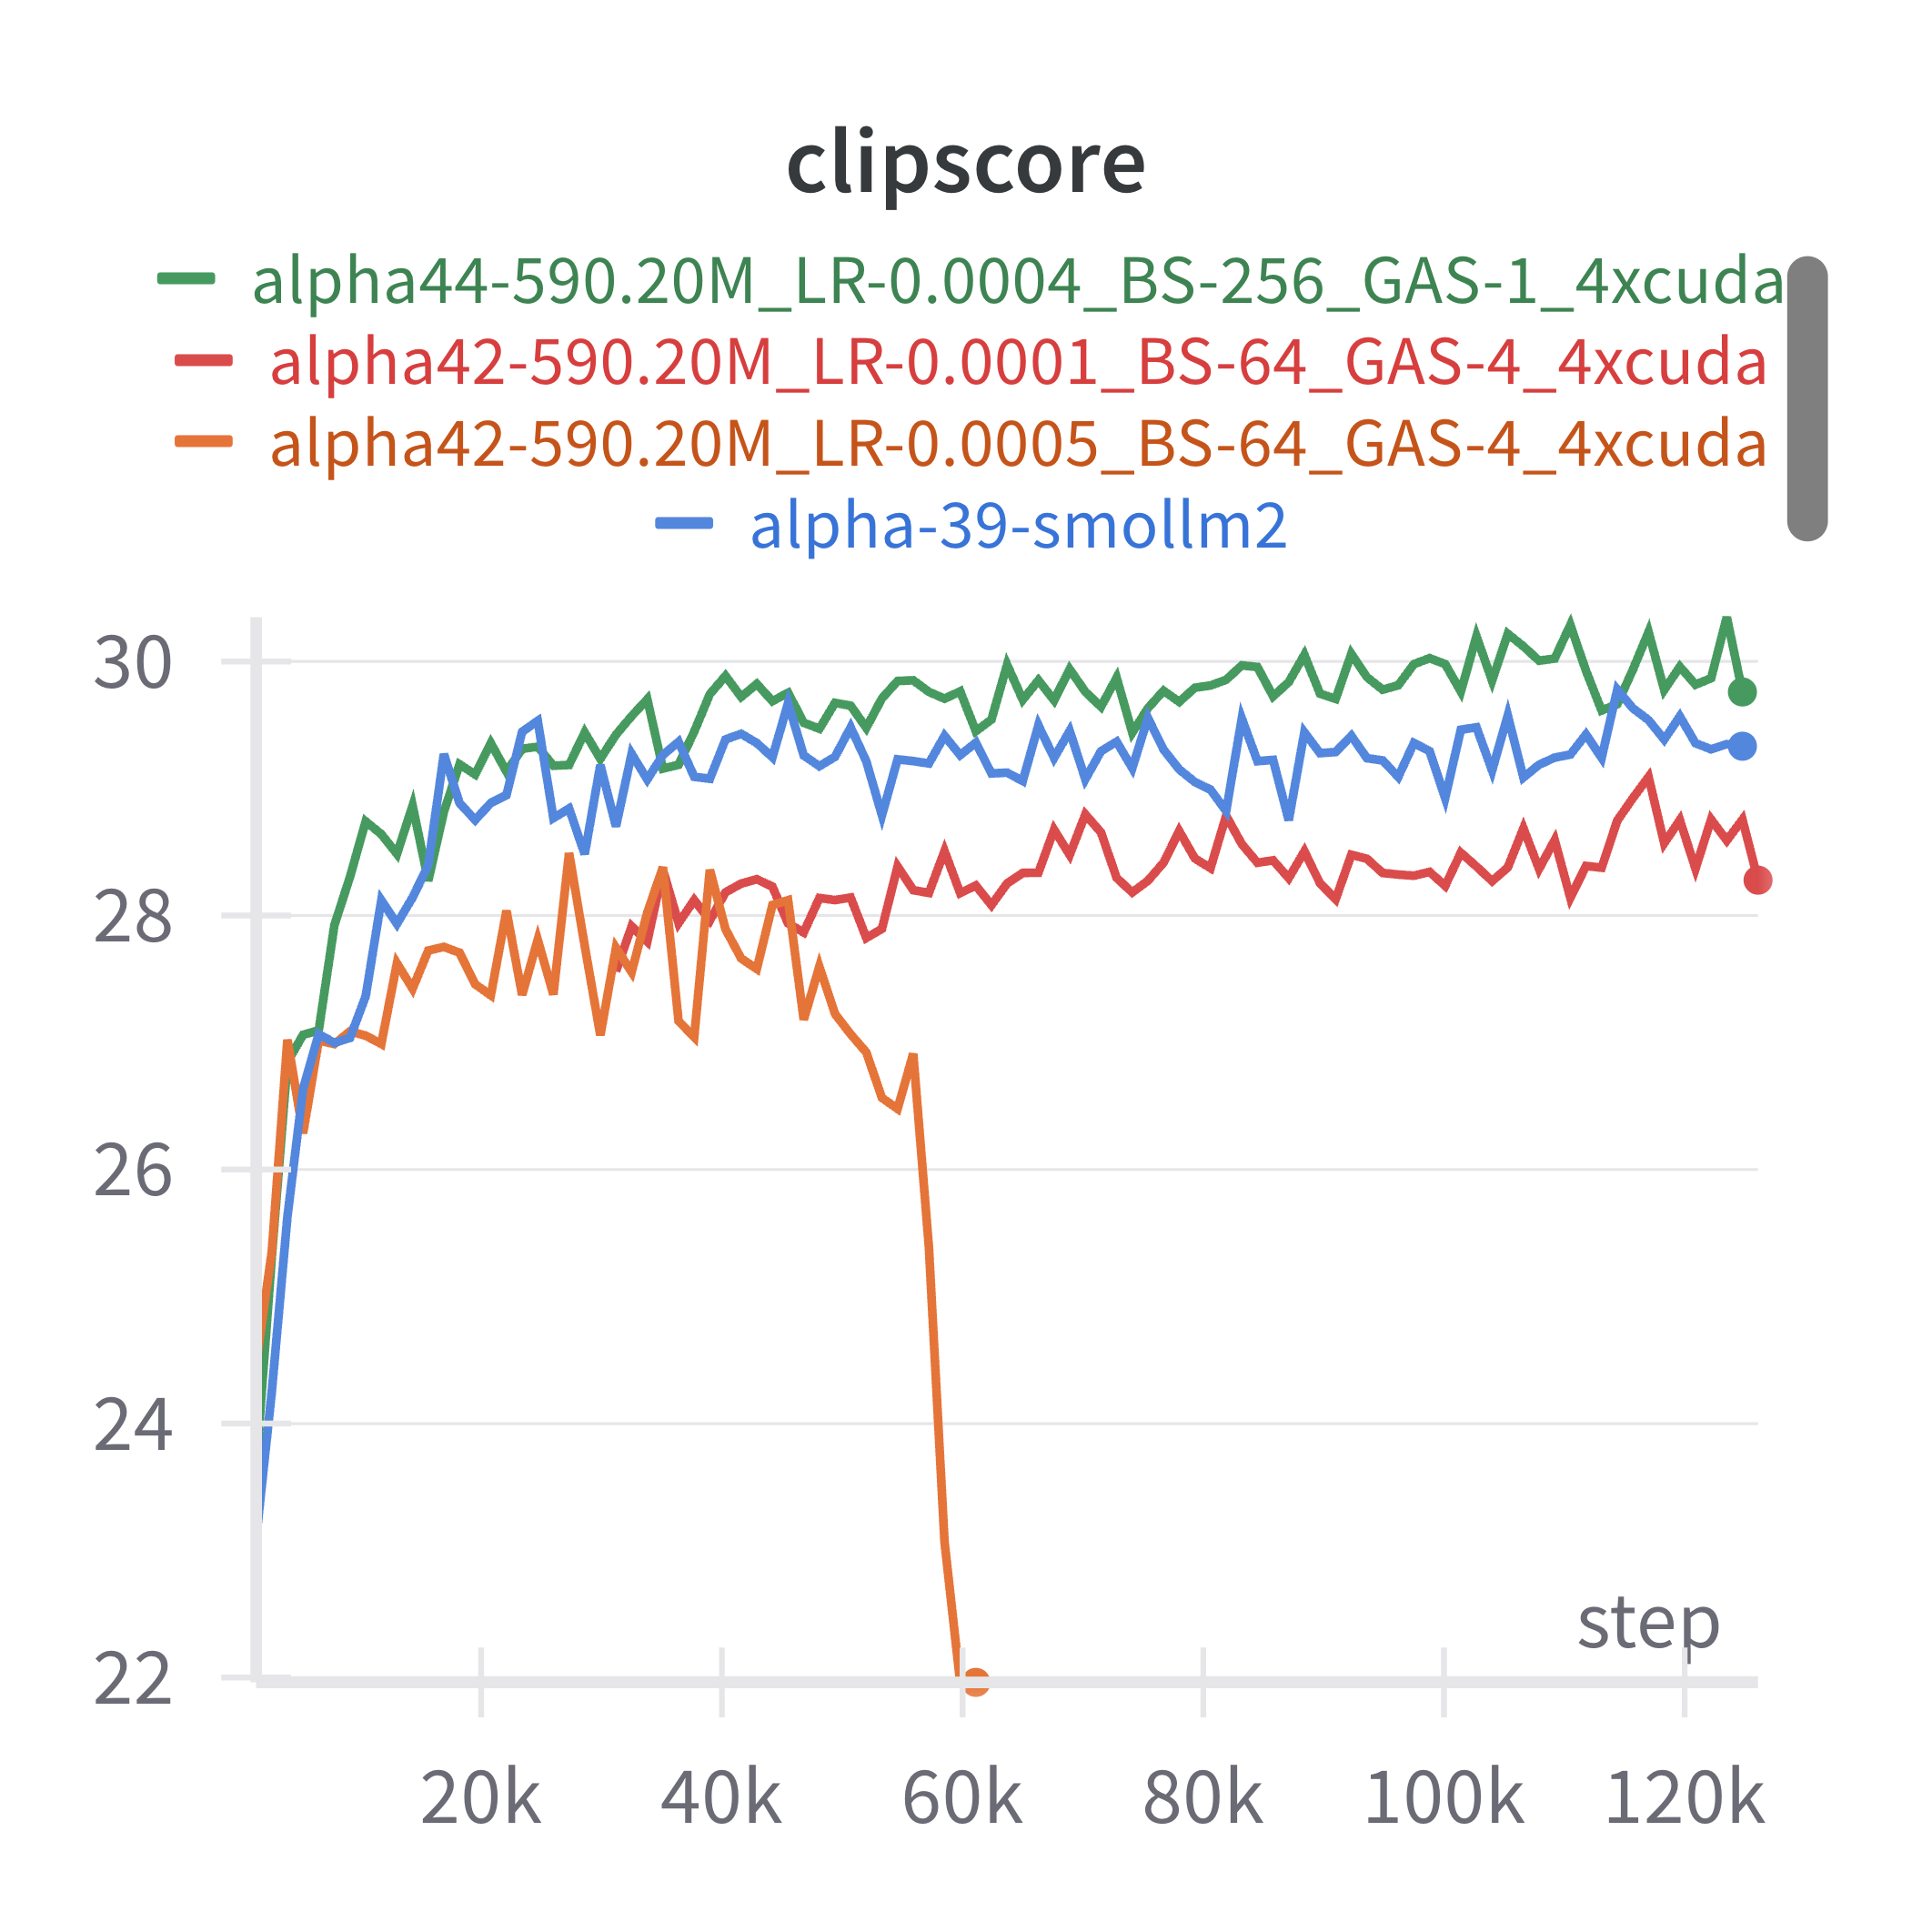 clipscore
alpha44-590.20M_LR-0.0004_BS-256_GAS-1_4xcuda
alpha42-590.20M_LR-0.0001_BS-64_GAS-4_4xcuda
alpha42-590.20M_LR-0.0005_BS-64_GAS-4_4xcuda
alpha-39-smollm2
30
28
26
24
22
step
20k 40k 60k 80k 100k 120k